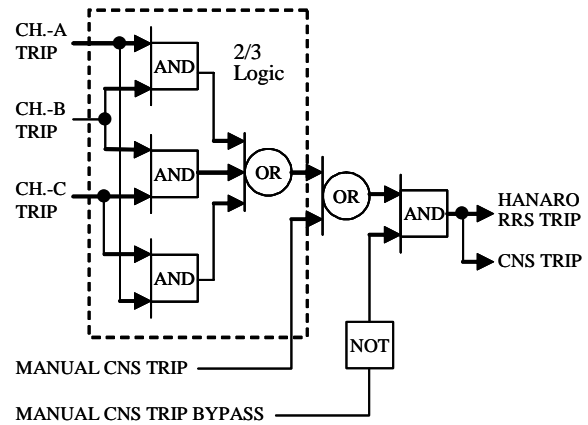 CH.-A
TRIP
2/3
Logic
AND
CH.-B
TRIP
AND
OR
OR
CH.-C
TRIP
AND
HANARO
RRS TRIP
CNS TRIP
AND
NOT
MANUAL CNS TRIP
MANUAL CNS TRIP BYPASS